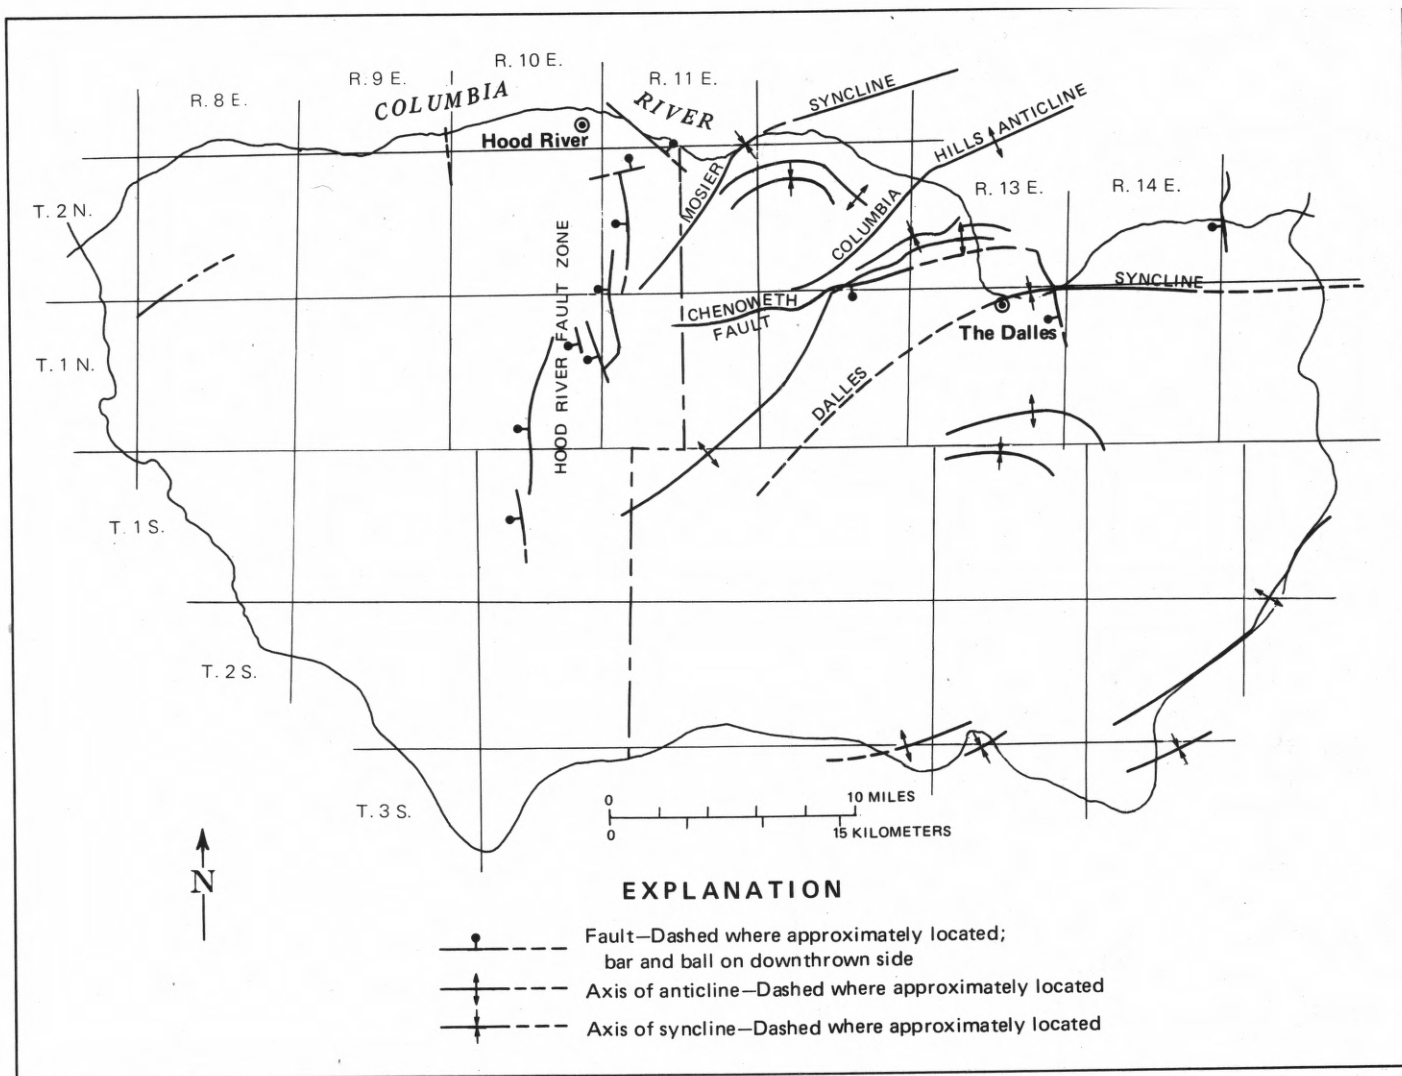 R. 8 E.
R. 9 E.
R. 10 E.
R. 11 E.
COLUMBIA
RIVER
SYNCLINE
HILLS ANTICLINE
Hood River
MOSIER
COLUMBIA
R. 13 E.
R. 14 E.
T. 2 N.
HOOD RIVER FAULT ZONE
CHENOWETH
FAULT
SYNCLINE
The Dalles
T. 1 N.
DALLES
T. 1 S.
T. 2 S.
T. 3 S.
0
10 MILES
0
15 KILOMETERS
N
EXPLANATION
Fault—Dashed where approximately located;
bar and ball on downthrown side
Axis of anticline—Dashed where approximately located
Axis of syncline—Dashed where approximately located